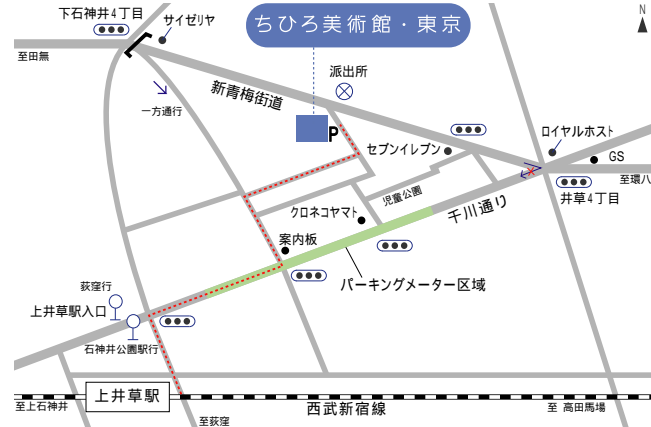 下石神井4丁目
サイゼリヤ
ちひろ美術館・東京
N
至田無
派出所
新青梅街道
一方通行
P
セブンイレブン
ロイヤルホスト
GS
至環八
井草4丁目
児童公園
千川通り
クロネコヤマト
案内板
パーキングメーター区域
荻窪行
上井草駅入口
石神井公園駅行
上井草駅
至上石神井
西武新宿線
至 高田馬場
至荻窪